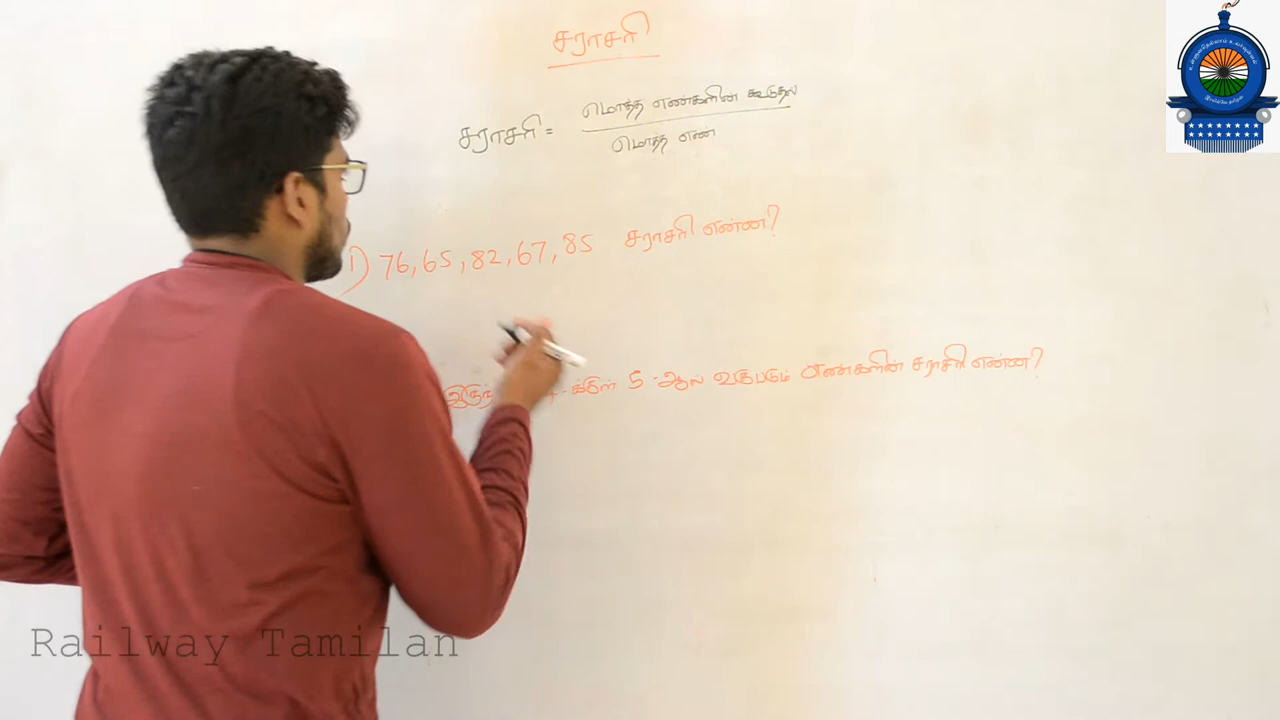 சராசரி
சராசரி = மொத்த எண்களின் கூடுதல்
மொத்த எண்
1) 76, 65, 82, 67, 85 சராசரி என்ன?
-க்குள் 5 -ஆல் வகுபடும் எண்களின் சராசரி என்ன?
Railway Tamilan